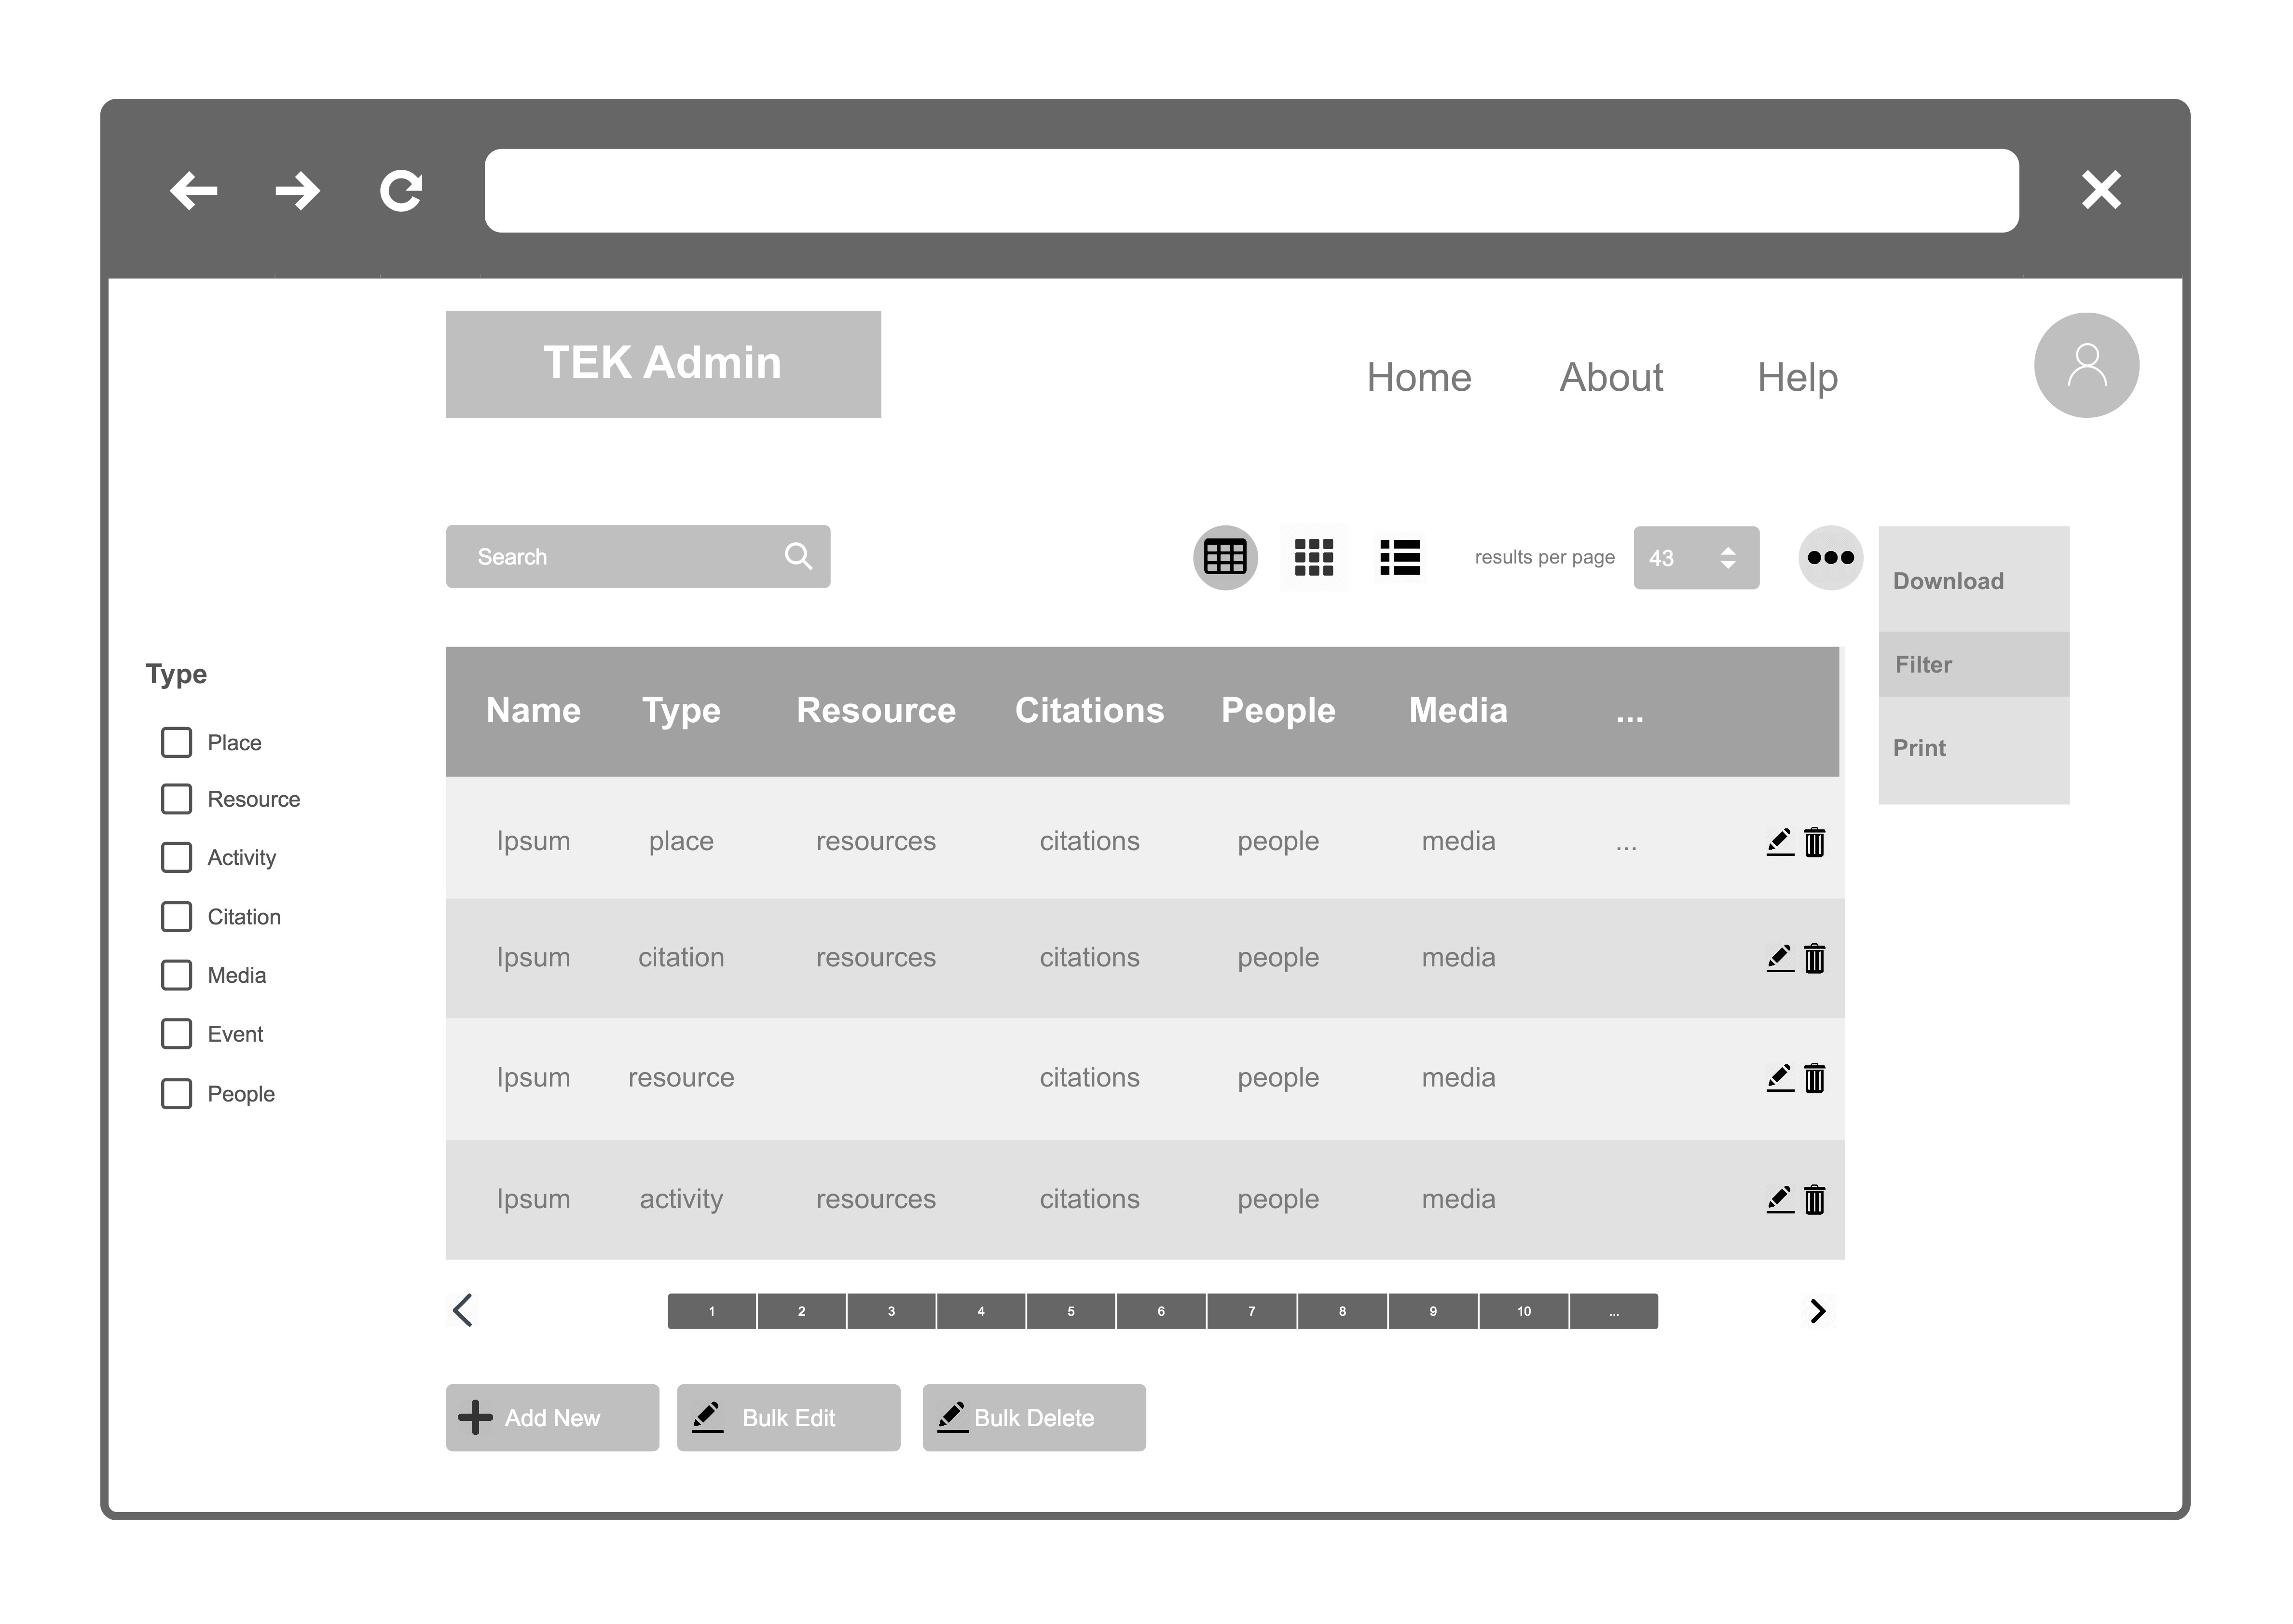 TEK Admin
Home About Help
Search
results per page 43
Download
Filter
Print
Type
Place
Resource
Activity
Citation
Media
Event
People
Name Type Resource Citations People Media ...
Ipsum place resources citations people media ...
Ipsum citation resources citations people media
Ipsum resource citations people media
Ipsum activity resources citations people media
1 2 3 4 5 6 7 8 9 10 ...
Add New Bulk Edit Bulk Delete